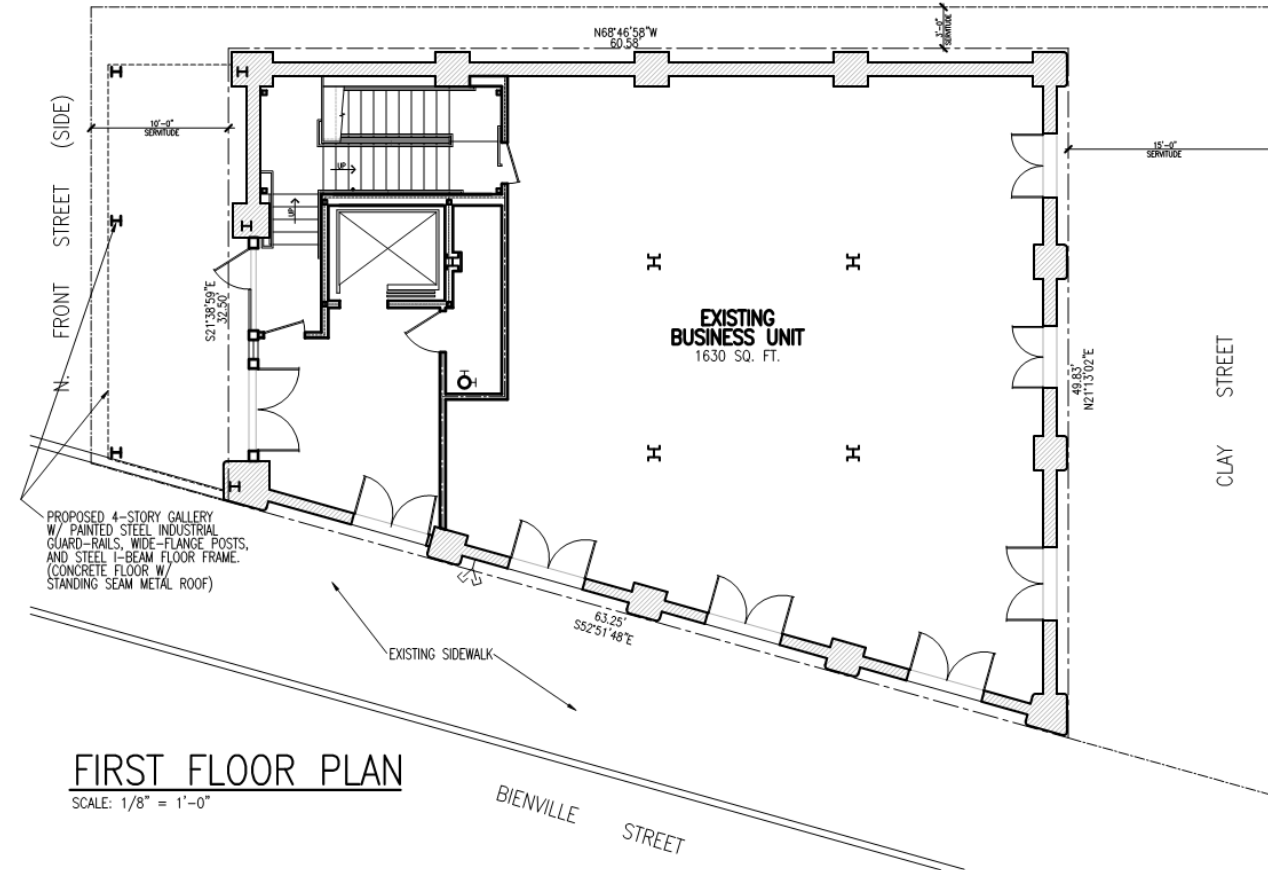 N68°46'58"W
60.58'
3'-0"
SERVITUDE
N. FRONT STREET (SIDE)
10'-0"
SERVITUDE
15'-0"
SERVITUDE
UP
UP
S21°38'59"E
32.50'
EXISTING
BUSINESS UNIT
1630 SQ. FT.
49.83'
N21°13'02"E
CLAY STREET
PROPOSED 4-STORY GALLERY
W/ PAINTED STEEL INDUSTRIAL
GUARD-RAILS, WIDE-FLANGE POSTS,
AND STEEL I-BEAM FLOOR FRAME.
(CONCRETE FLOOR W/
STANDING SEAM METAL ROOF)
63.25'
S52°51'48"E
EXISTING SIDEWALK
FIRST FLOOR PLAN
SCALE: 1/8" = 1'-0"
BIENVILLE STREET